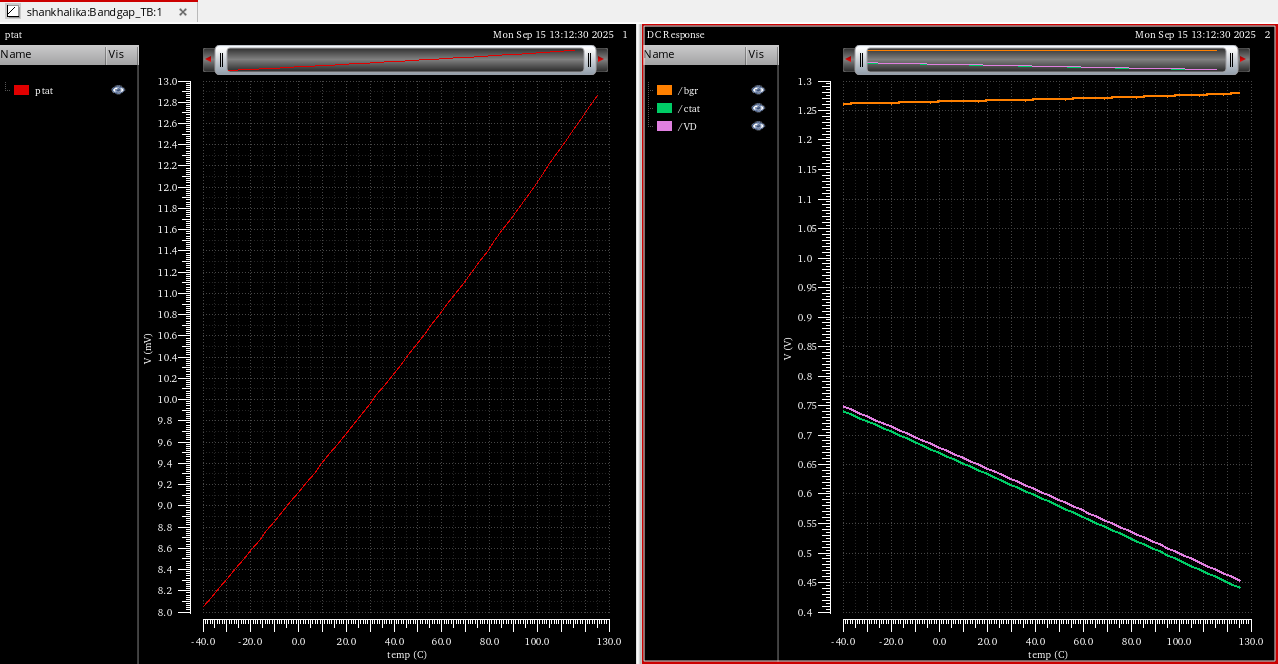 shankhalika:Bandgap_TB:1
ptat
Mon Sep 15 13:12:30 2025 1
Name Vis
ptat
13.0
12.8
12.6
12.4
12.2
12.0
11.8
11.6
11.4
11.2
11.0
10.8
10.6
10.4
10.2
10.0
9.8
9.6
9.4
9.2
9.0
8.8
8.6
8.4
8.2
8.0
V (mV)
-40.0 -20.0 0.0 20.0 40.0 60.0 80.0 100.0 130.0
temp (C)
DC Response
Mon Sep 15 13:12:30 2025 2
Name Vis
/bgr
/ctat
/VD
1.3
1.25
1.2
1.15
1.1
1.05
1.0
0.95
0.9
0.85
0.8
0.75
0.7
0.65
0.6
0.55
0.5
0.45
0.4
V (V)
-40.0 -20.0 0.0 20.0 40.0 60.0 80.0 100.0 130.0
temp (C)